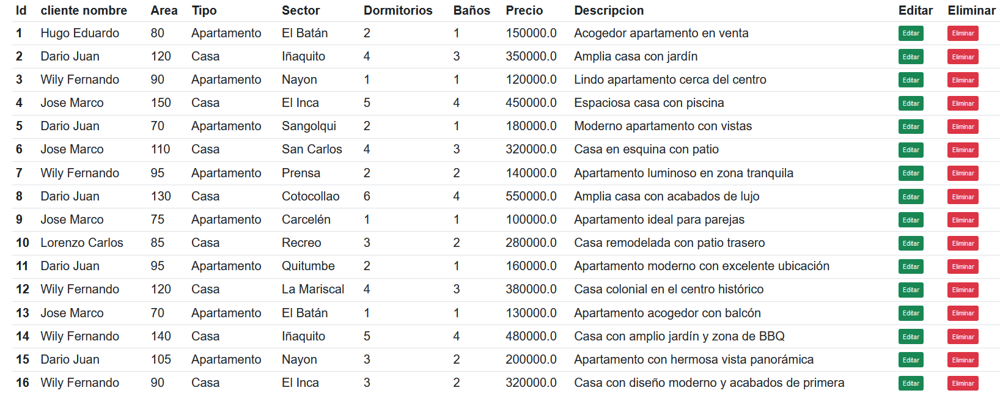 Id cliente nombre Area Tipo Sector Dormitorios Baños Precio Descripcion Editar Eliminar
1 Hugo Eduardo 80 Apartamento El Batán 2 1 150000.0 Acogedor apartamento en venta Editar Eliminar
2 Dario Juan 120 Casa Iñaquito 4 3 350000.0 Amplia casa con jardín Editar Eliminar
3 Wily Fernando 90 Apartamento Nayon 1 1 120000.0 Lindo apartamento cerca del centro Editar Eliminar
4 Jose Marco 150 Casa El Inca 5 4 450000.0 Espaciosa casa con piscina Editar Eliminar
5 Dario Juan 70 Apartamento Sangolqui 2 1 180000.0 Moderno apartamento con vistas Editar Eliminar
6 Jose Marco 110 Casa San Carlos 4 3 320000.0 Casa en esquina con patio Editar Eliminar
7 Wily Fernando 95 Apartamento Prensa 2 2 140000.0 Apartamento luminoso en zona tranquila Editar Eliminar
8 Dario Juan 130 Casa Cotocollao 6 4 550000.0 Amplia casa con acabados de lujo Editar Eliminar
9 Jose Marco 75 Apartamento Carcelén 1 1 100000.0 Apartamento ideal para parejas Editar Eliminar
10 Lorenzo Carlos 85 Casa Recreo 3 2 280000.0 Casa remodelada con patio trasero Editar Eliminar
11 Dario Juan 95 Apartamento Quitumbe 2 1 160000.0 Apartamento moderno con excelente ubicación Editar Eliminar
12 Wily Fernando 120 Casa La Mariscal 4 3 380000.0 Casa colonial en el centro histórico Editar Eliminar
13 Jose Marco 70 Apartamento El Batán 1 1 130000.0 Apartamento acogedor con balcón Editar Eliminar
14 Wily Fernando 140 Casa Iñaquito 5 4 480000.0 Casa con amplio jardín y zona de BBQ Editar Eliminar
15 Dario Juan 105 Apartamento Nayon 3 2 200000.0 Apartamento con hermosa vista panorámica Editar Eliminar
16 Wily Fernando 90 Casa El Inca 3 2 320000.0 Casa con diseño moderno y acabados de primera Editar Eliminar